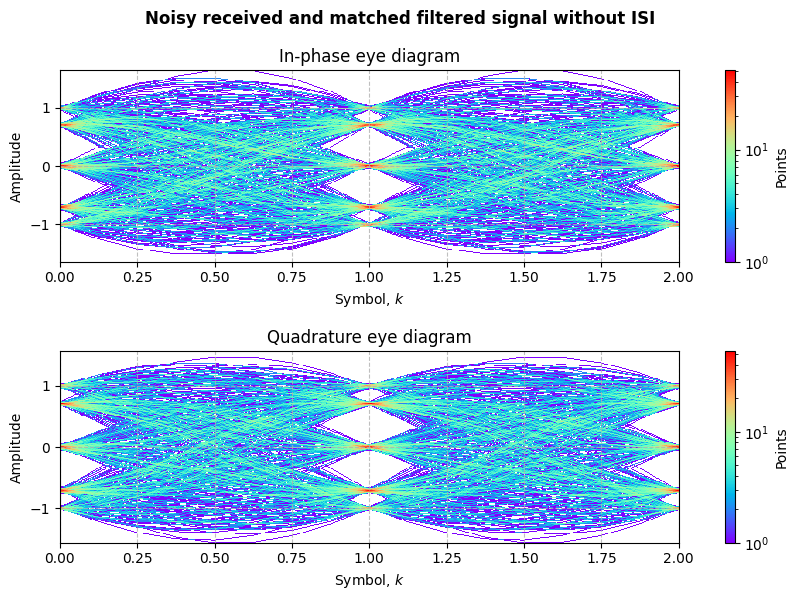 Noisy received and matched filtered signal without ISI
In-phase eye diagram
Amplitude
1
0
−1
0.00 0.25 0.50 0.75 1.00 1.25 1.50 1.75 2.00
Symbol, k
10¹
10⁰
Points
Quadrature eye diagram
Amplitude
1
0
−1
0.00 0.25 0.50 0.75 1.00 1.25 1.50 1.75 2.00
Symbol, k
10¹
10⁰
Points